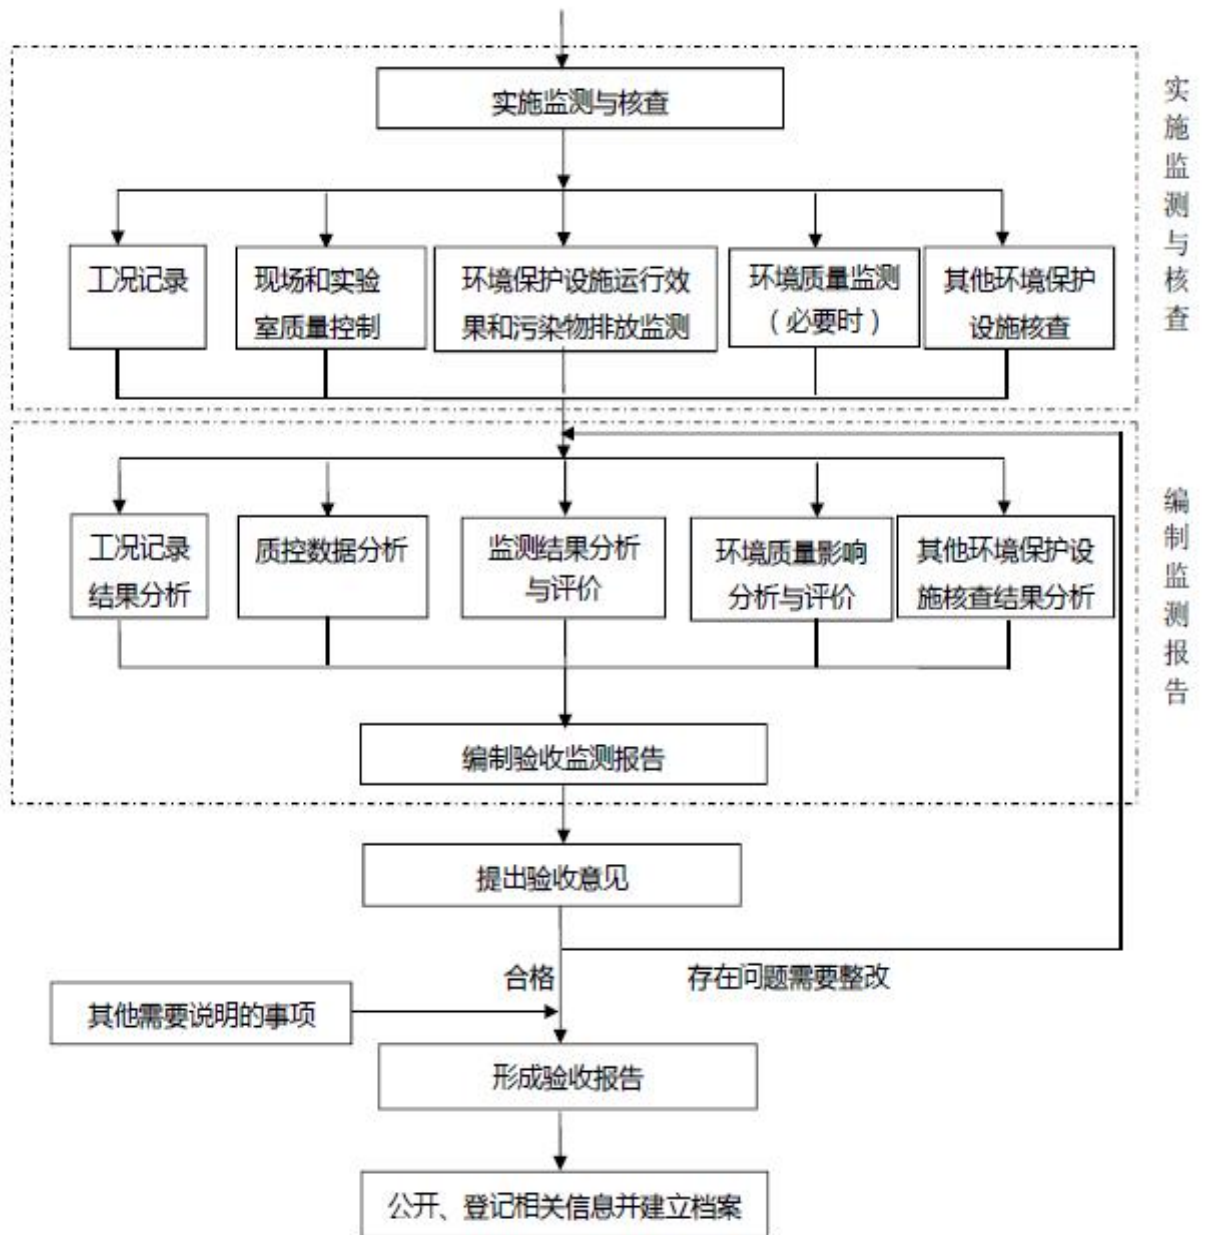 实施监测与核查
实施监测与核查
工况记录
现场和实验
室质量控制
环境保护设施运行效
果和污染物排放监测
环境质量监测
（必要时）
其他环境保护
设施核查
编制监测报告
工况记录
结果分析
质控数据分析
监测结果分析
与评价
环境质量影响
分析与评价
其他环境保护设
施核查结果分析
编制验收监测报告
提出验收意见
合格
存在问题需要整改
其他需要说明的事项
形成验收报告
公开、登记相关信息并建立档案